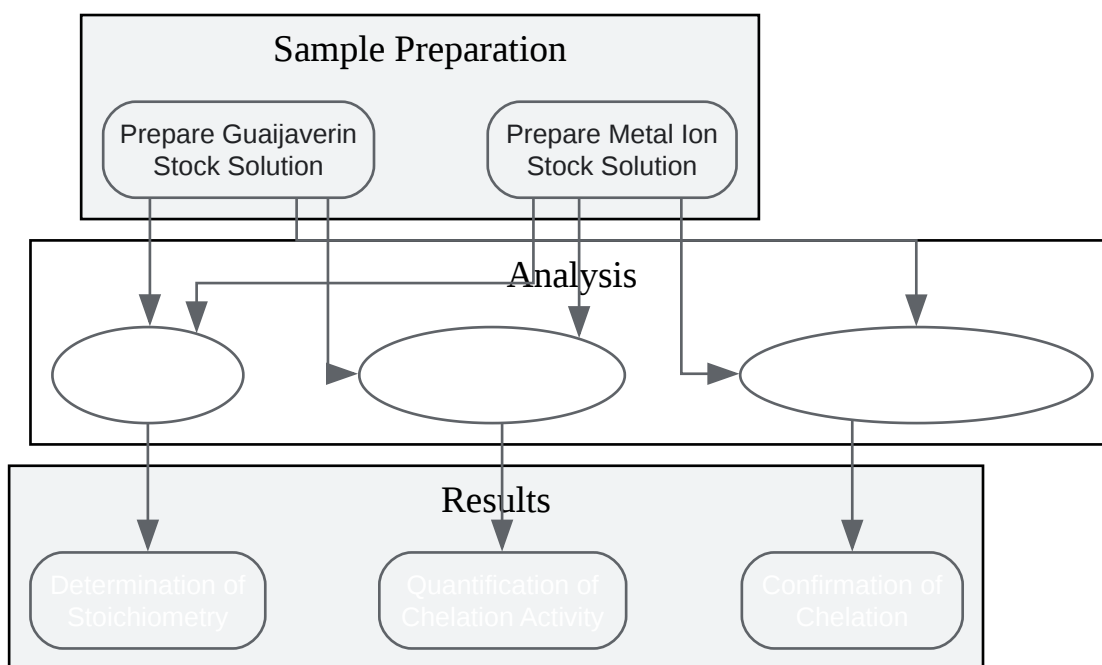 Sample Preparation
Prepare Guaijaverin
Stock Solution
Prepare Metal Ion
Stock Solution
Analysis
Results
Determination of
Stoichiometry
Quantification of
Chelation Activity
Confirmation of
Chelation